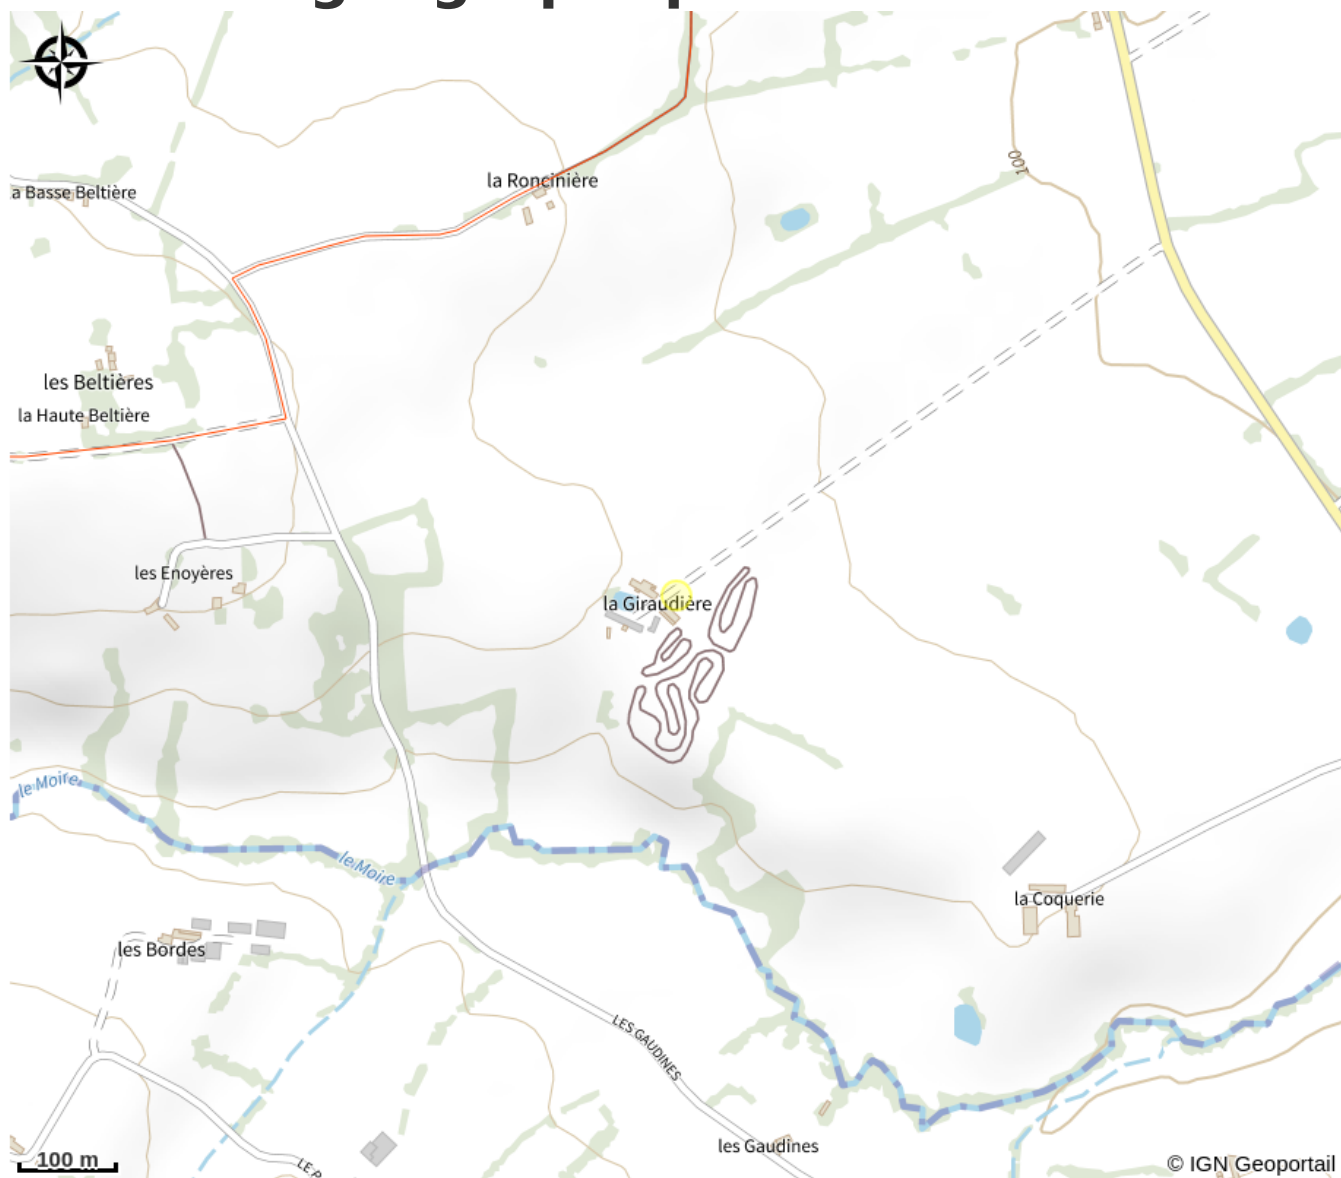 la Roncinière
100
a Basse Beltière
les Beltières
la Haute Beltière
les Enoyères
la Giraudière
le Moire
le Moire
la Coquerie
les Bordes
LES GAUDINES
les Gaudines
LE P
100 m
© IGN Geoportail